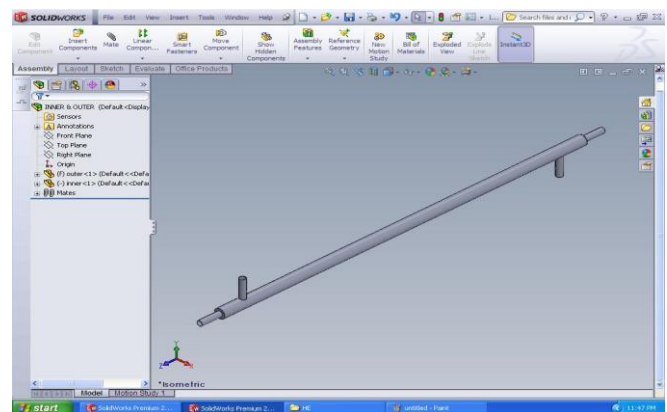 SOLIDWORKS File Edit View Insert Tools Window Help Search files and
Edit Component
Insert Components
Mate
Linear Compon...
Smart Fasteners
Move Component
Show Hidden Components
Assembly Features
Reference Geometry
New Motion Study
Bill of Materials
Exploded View
Explode Line Sketch
Instant3D
Assembly Layout Sketch Evaluate Office Products
INNER & OUTER (Default<Display
Sensors
Annotations
Front Plane
Top Plane
Right Plane
Origin
(f) outer<1> (Default<<Defa
(-) inner<1> (Default<<Defa
Mates
*Isometric
Model Motion Study 1
start SolidWorks Premium 2... SolidWorks Premium 2... HE untitled - Paint 11:47 PM